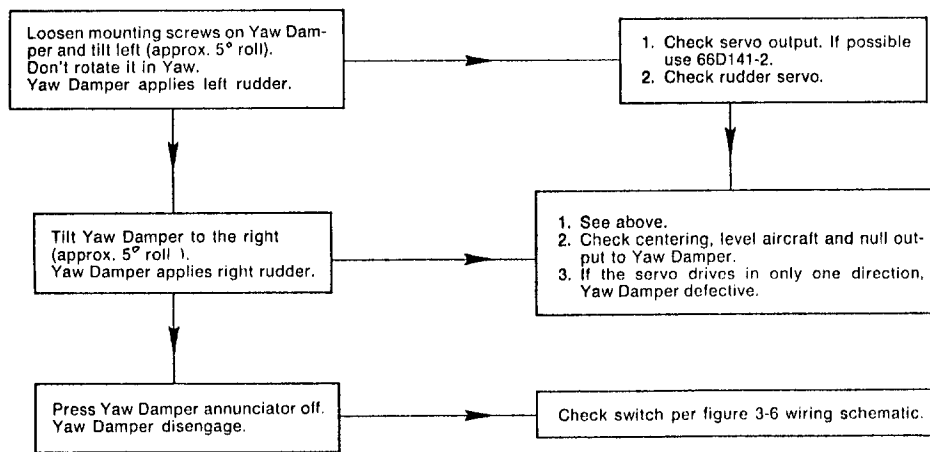 Loosen mounting screws on Yaw Dam-
per and tilt left (approx. 5° roll).
Don't rotate it in Yaw.
Yaw Damper applies left rudder.
1. Check servo output. If possible
use 66D141-2.
2. Check rudder servo.
Tilt Yaw Damper to the right
(approx. 5° roll ).
Yaw Damper applies right rudder.
1. See above.
2. Check centering, level aircraft and null out-
put to Yaw Damper.
3. If the servo drives in only one direction,
Yaw Damper defective.
Press Yaw Damper annunciator off.
Yaw Damper disengage.
Check switch per figure 3-6 wiring schematic.